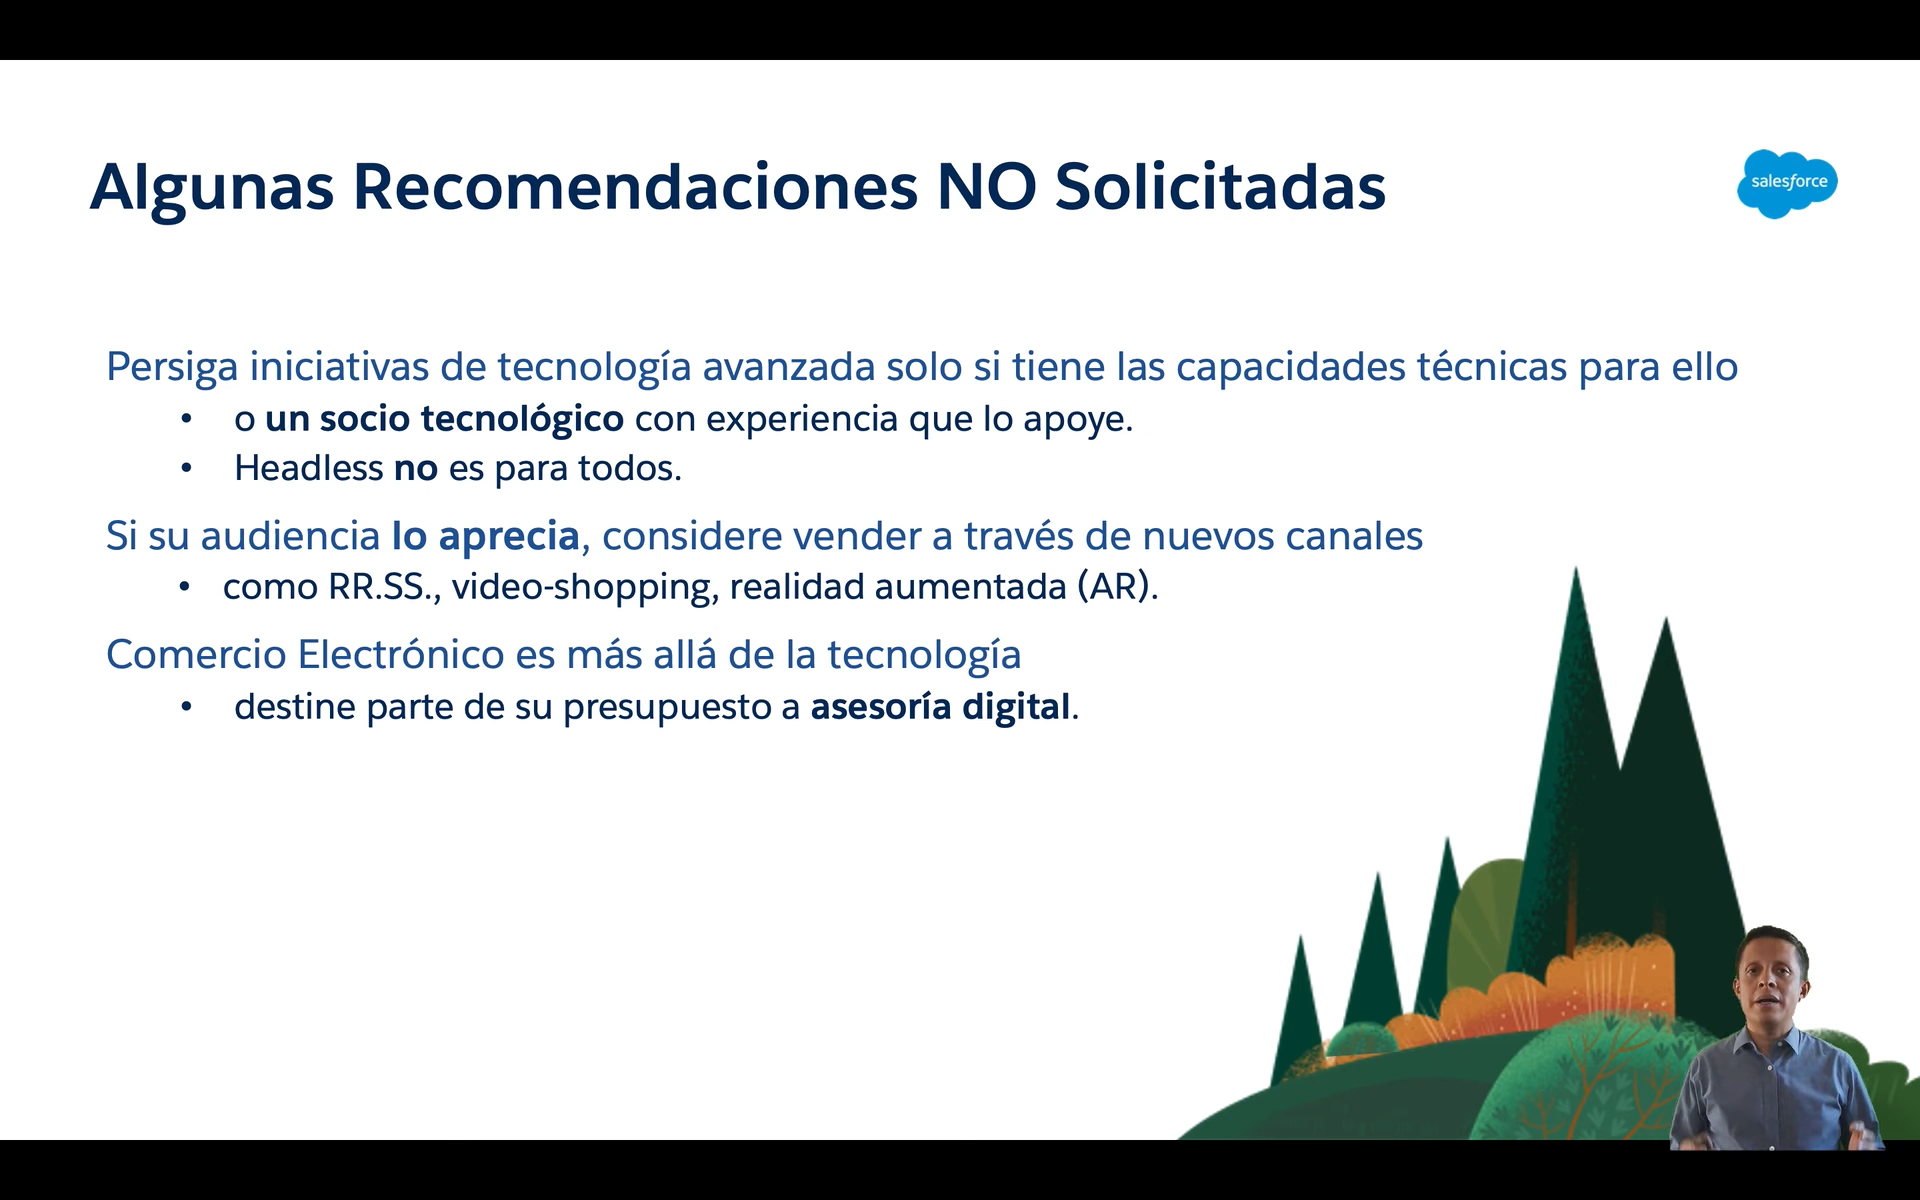 Algunas Recomendaciones NO Solicitadas
salesforce
Persiga iniciativas de tecnología avanzada solo si tiene las capacidades técnicas para ello
• o un socio tecnológico con experiencia que lo apoye.
• Headless no es para todos.
Si su audiencia lo aprecia, considere vender a través de nuevos canales
• como RR.SS., video-shopping, realidad aumentada (AR).
Comercio Electrónico es más allá de la tecnología
• destine parte de su presupuesto a asesoría digital.